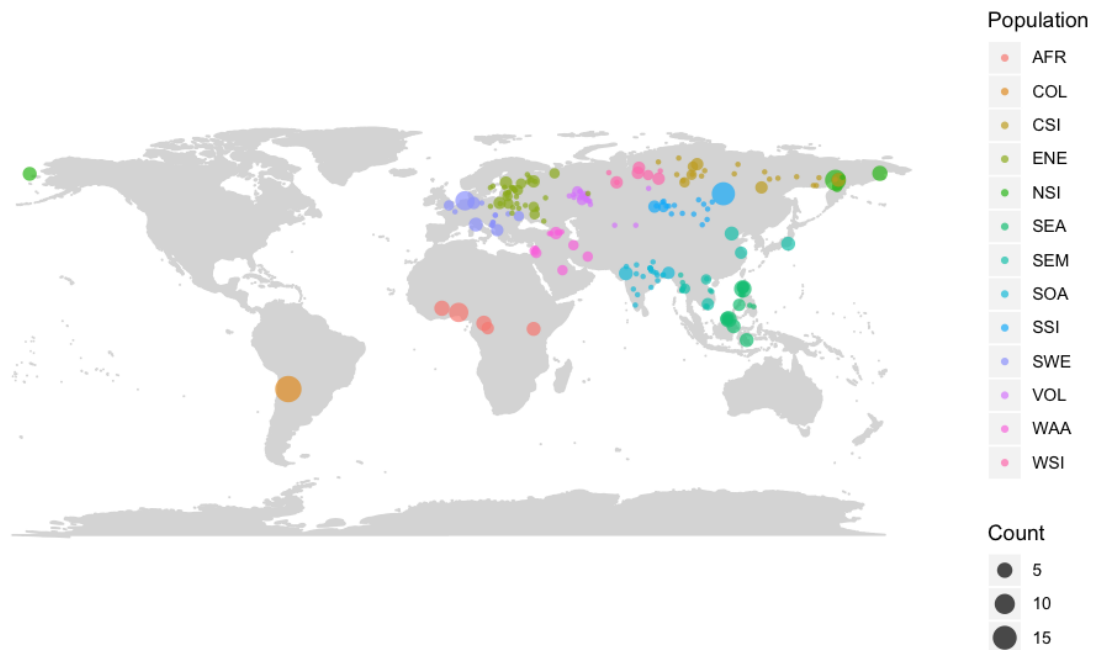 Population
AFR
COL
CSI
ENE
NSI
SEA
SEM
SOA
SSI
SWE
VOL
WAA
WSI
Count
5
10
15